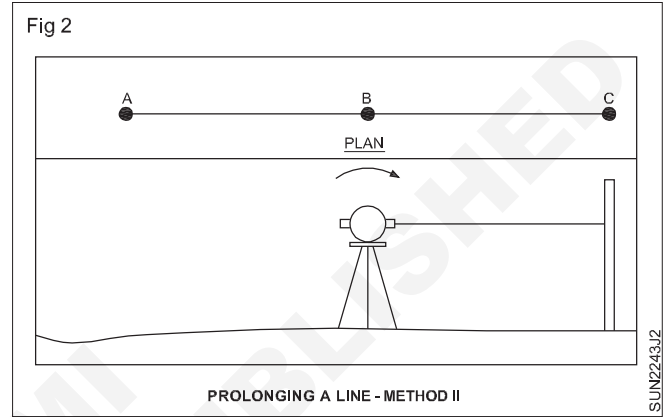 Fig 2
A B C
PLAN
PROLONGING A LINE - METHOD II
SUN2243J2